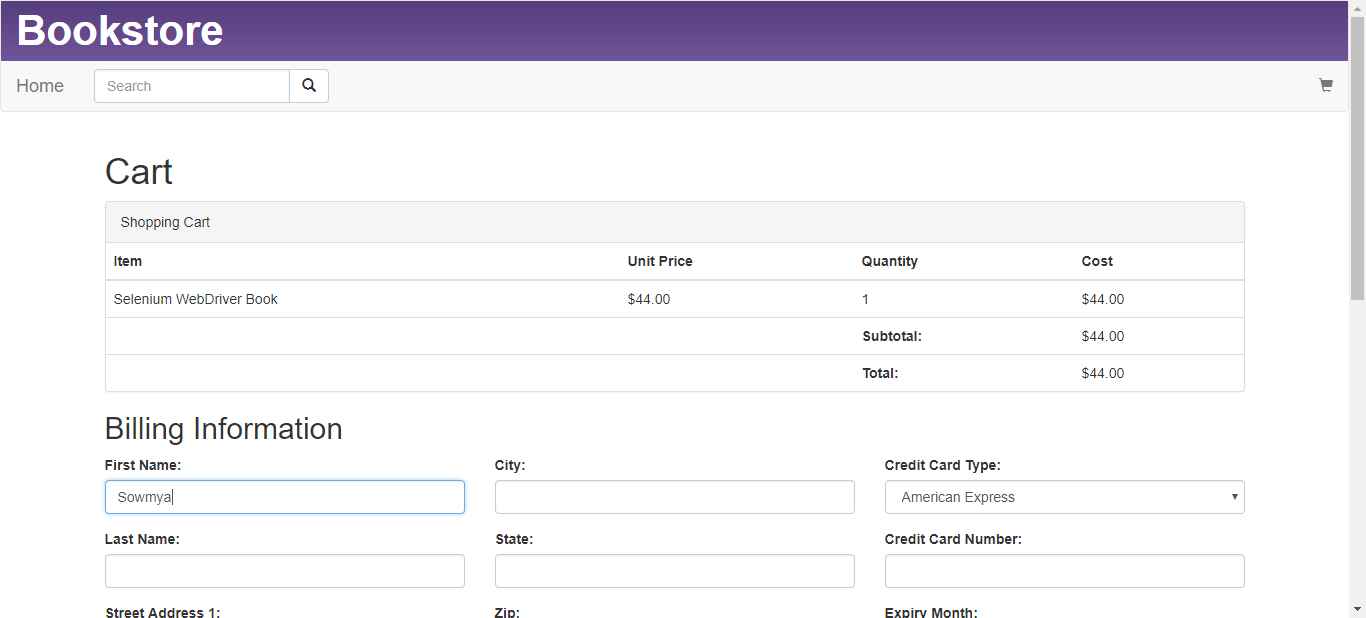 Bookstore
Home Search
Cart
Shopping Cart
Item Unit Price Quantity Cost
Selenium WebDriver Book $44.00 1 $44.00
Subtotal: $44.00
Total: $44.00
Billing Information
First Name: City: Credit Card Type:
Sowmya American Express
Last Name: State: Credit Card Number:
Street Address 1: Zip: Expiry Month: